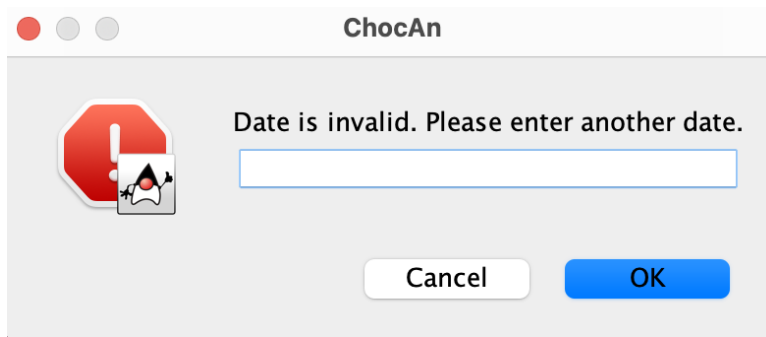 ChocAn
Date is invalid. Please enter another date.
Cancel
OK